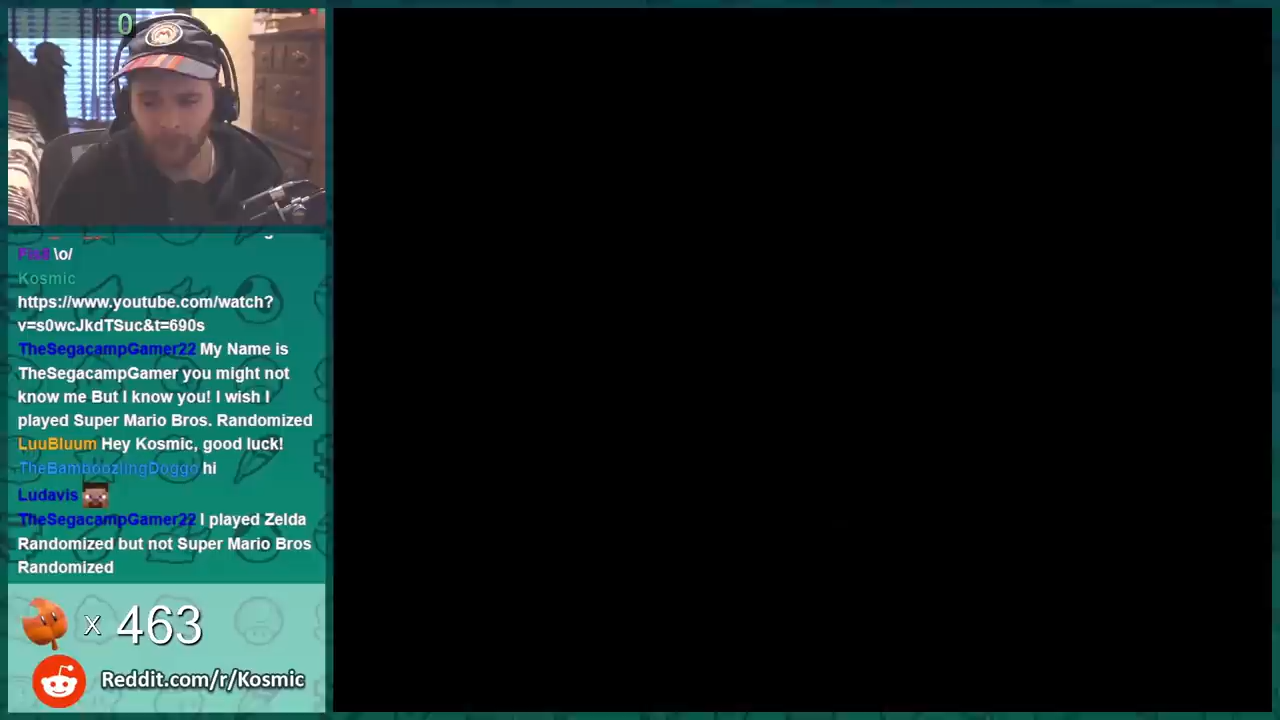 0
\o/
Kosmic
https://www.youtube.com/watch?
v=s0wcJkdTSuc&t=690s
TheSegacampGamer22 My Name is
TheSegacampGamer you might not
know me But I know you! I wish I
played Super Mario Bros. Randomized
LuuBluum Hey Kosmic, good luck!
TheBamboozlingDoggo hi
Ludavis
TheSegacampGamer22 I played Zelda
Randomized but not Super Mario Bros
Randomized
x 463
Reddit.com/r/Kosmic